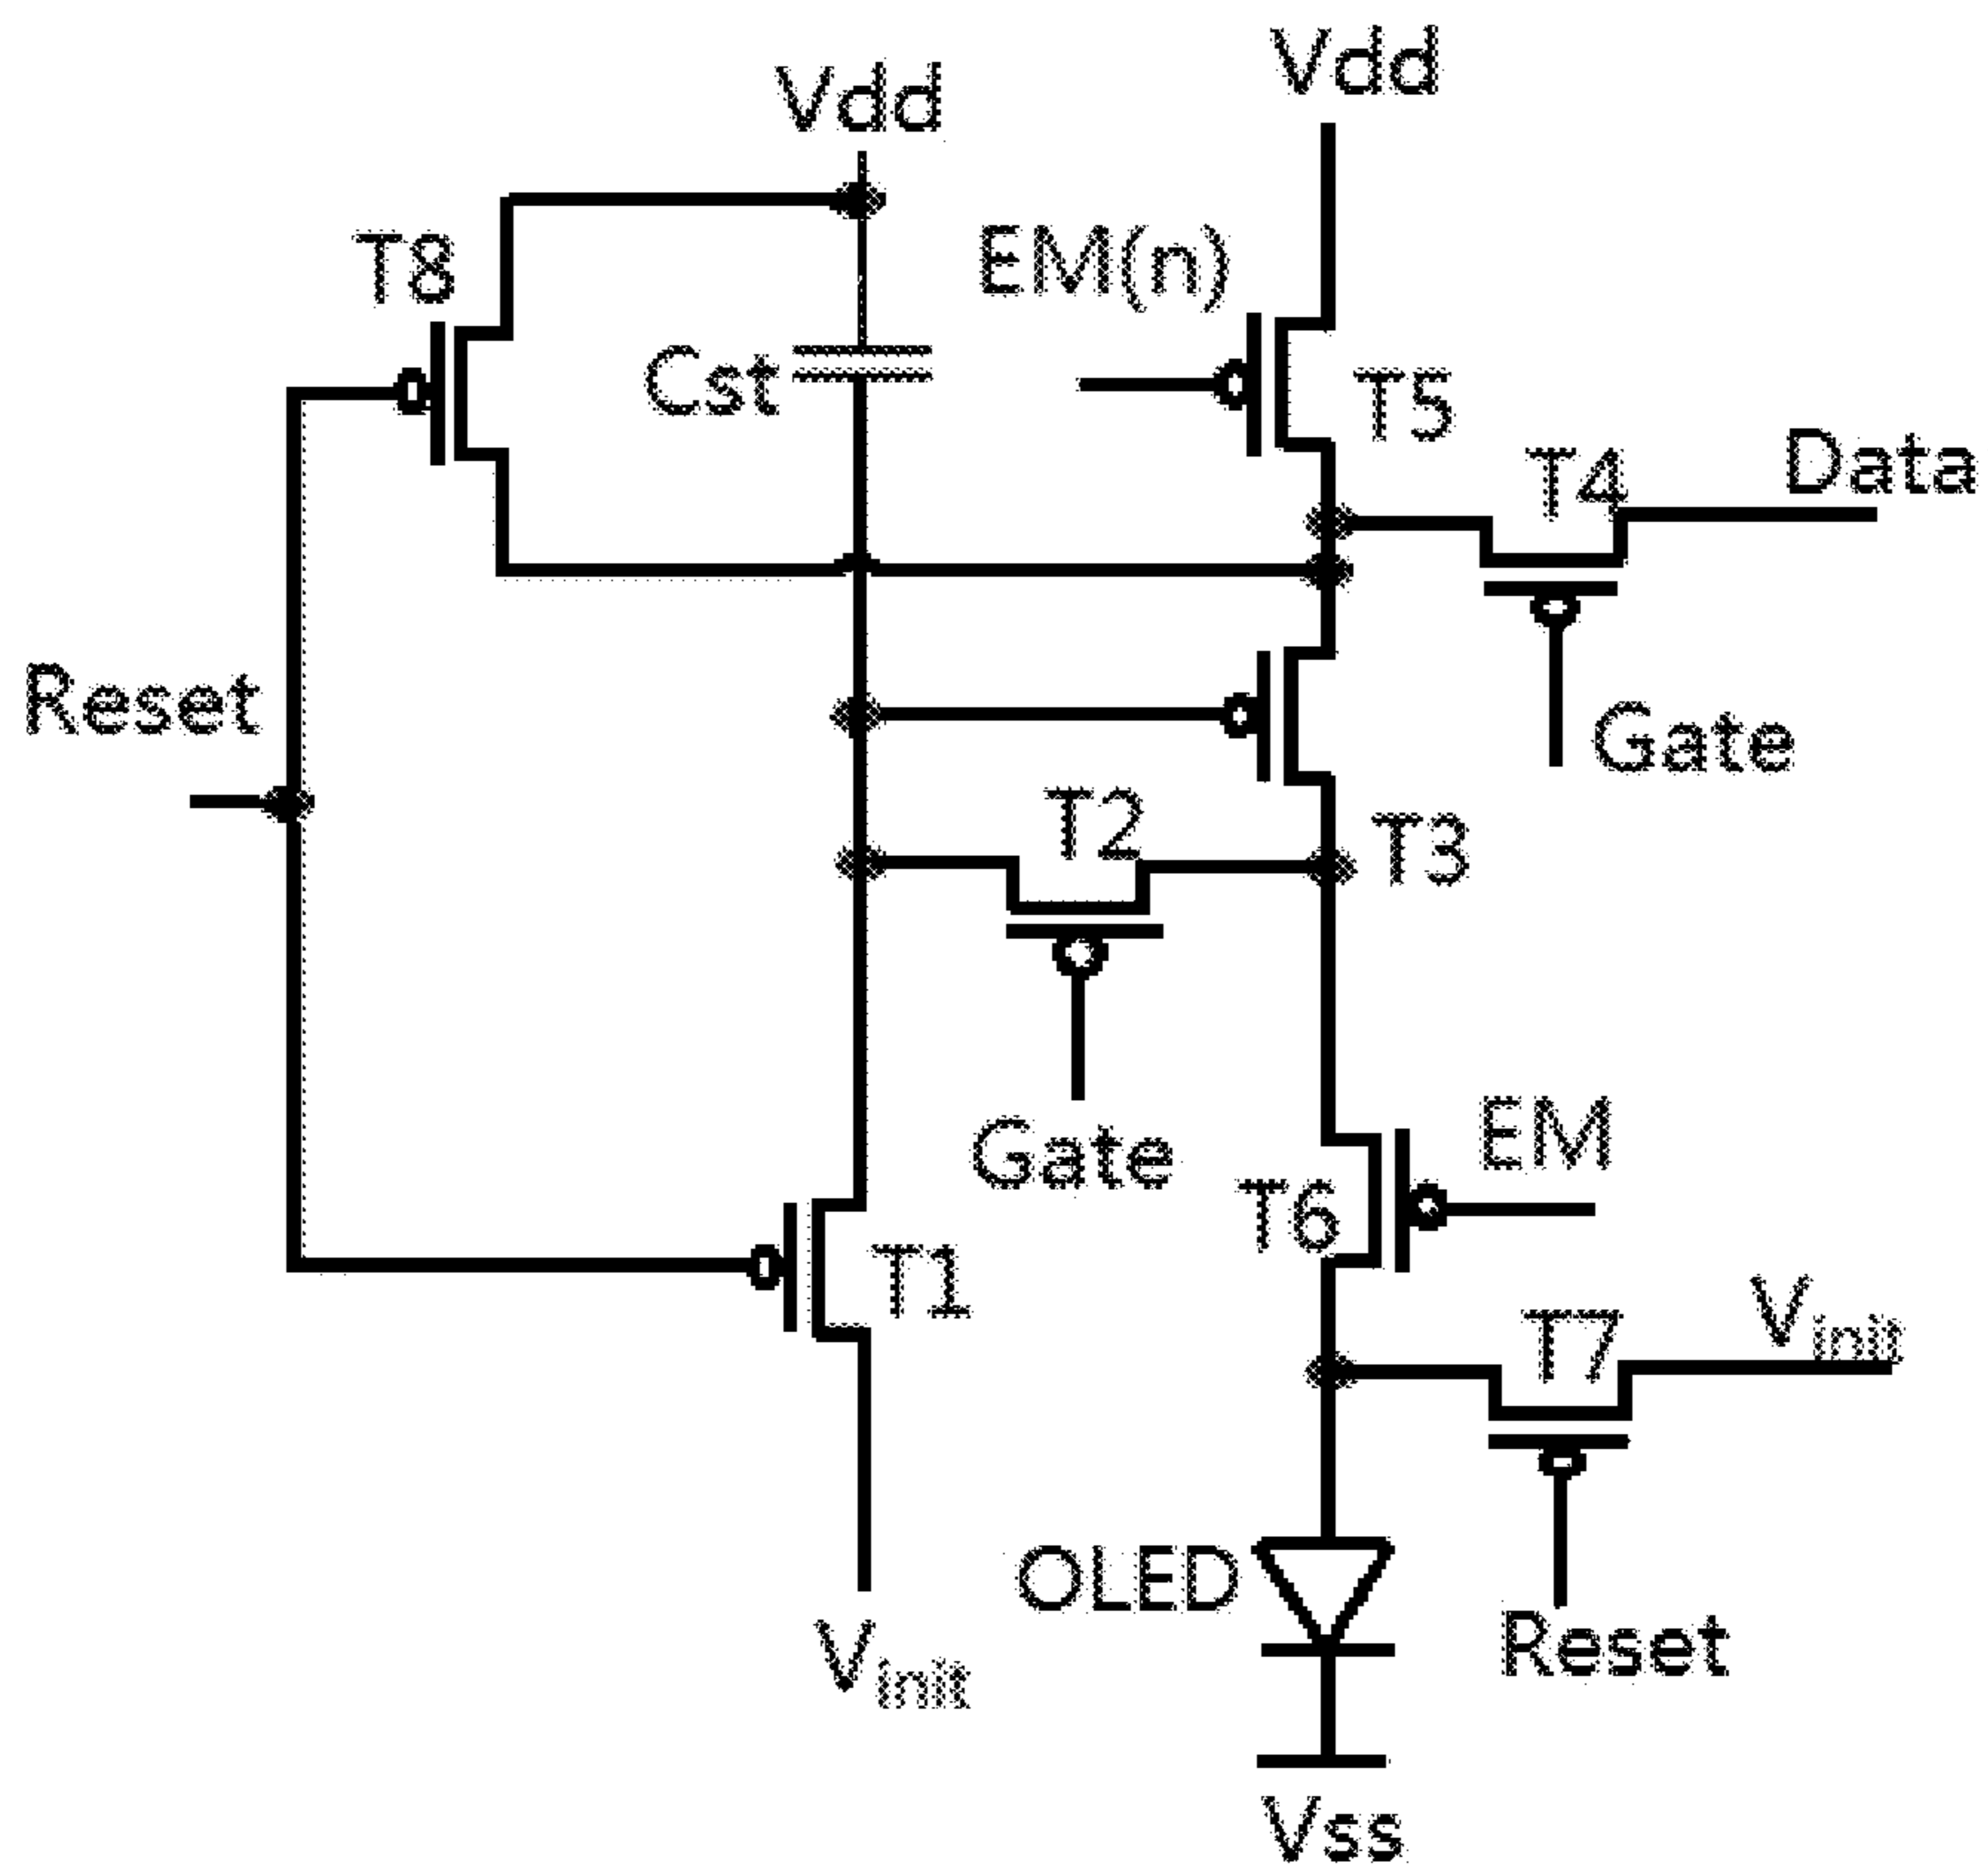 Vdd
Vdd
T8
EM(n)
Cst
T5
T4
Data
Reset
Gate
T2
T3
Gate
EM
T6
T1
T7
Vinit
OLED
Reset
Vinit
Vss